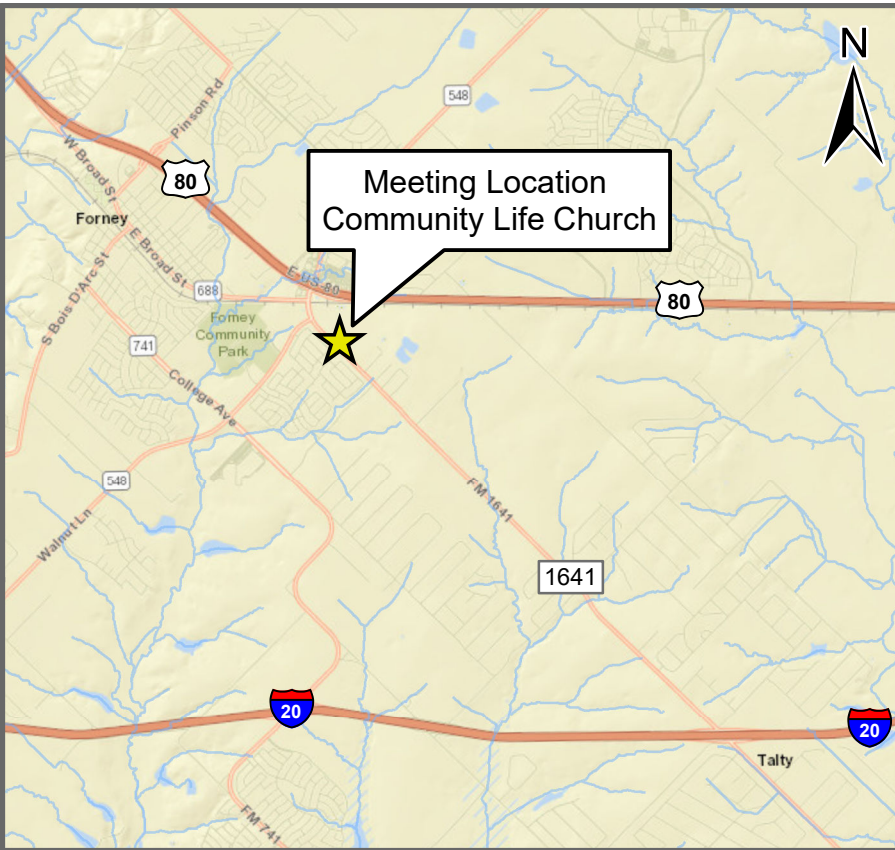 N
548
Pinson Rd
W Broad St
80
Meeting Location
Community Life Church
Forney
E Broad St
S Bois D'Arc St
E US-80
688
80
Forney
Community
Park
741
College Ave
548
FM 1641
Walnut Ln
1641
20
20
Talty
FM 741